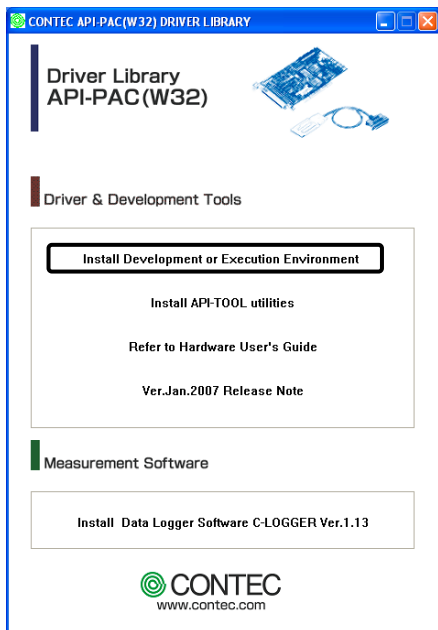 CONTEC API-PAC(W32) DRIVER LIBRARY
Driver Library
API-PAC(W32)
Driver & Development Tools
Install Development or Execution Environment
Install API-TOOL utilities
Refer to Hardware User's Guide
Ver.Jan.2007 Release Note
Measurement Software
Install Data Logger Software C-LOGGER Ver.1.13
CONTEC
www.contec.com